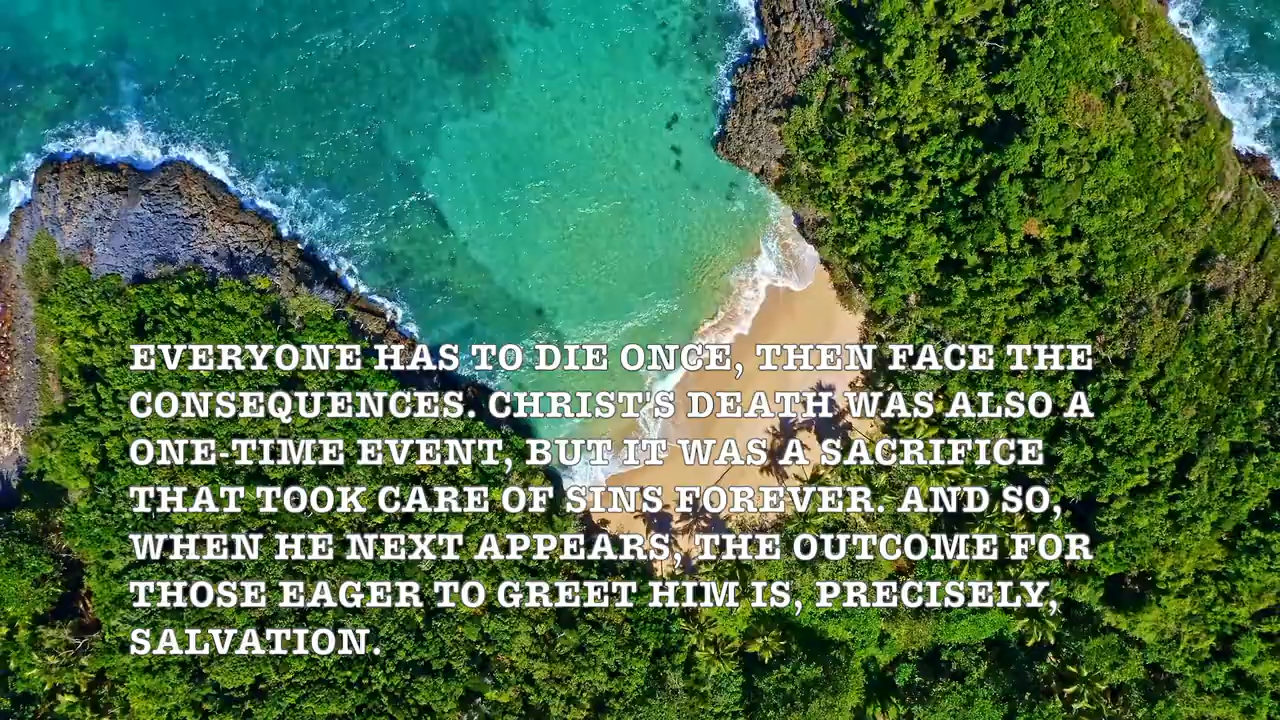 EVERYONE HAS TO DIE ONCE, THEN FACE THE
CONSEQUENCES. CHRIST'S DEATH WAS ALSO A
ONE-TIME EVENT, BUT IT WAS A SACRIFICE
THAT TOOK CARE OF SINS FOREVER. AND SO,
WHEN HE NEXT APPEARS, THE OUTCOME FOR
THOSE EAGER TO GREET HIM IS, PRECISELY,
SALVATION.